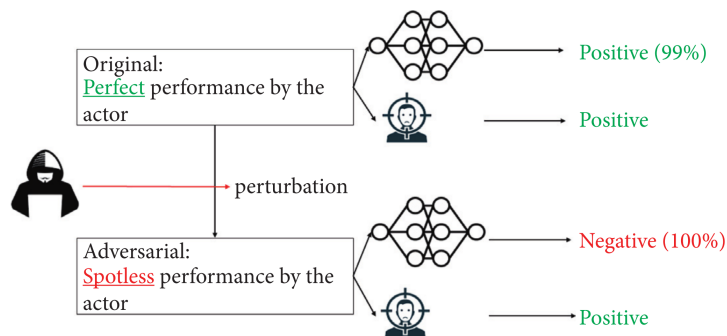 Original:
Perfect performance by the
actor
Positive (99%)
Positive
perturbation
Adversarial:
Spotless performance by the
actor
Negative (100%)
Positive